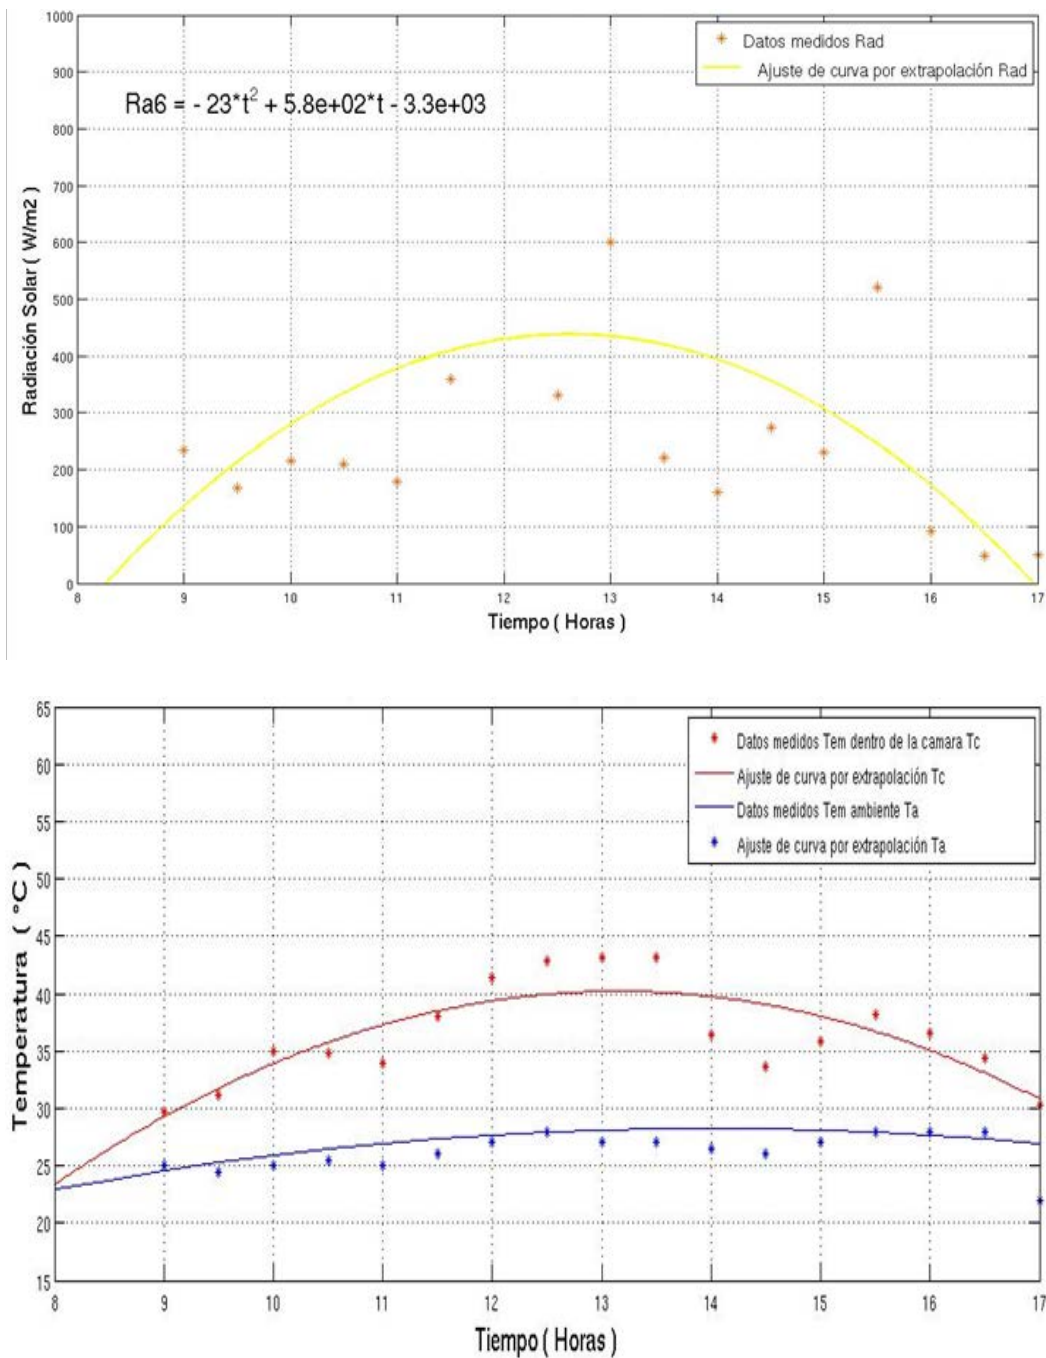 1000
900
800
700
600
500
400
300
200
100
0
Radiación Solar ( W/m2 )
Datos medidos Rad
Ajuste de curva por extrapolación Rad
Ra6 = - 23*t² + 5.8e+02*t - 3.3e+03
8 9 10 11 12 13 14 15 16 17
Tiempo ( Horas )
65
60
55
50
45
40
35
30
25
20
15
Temperatura ( °C )
Datos medidos Tem dentro de la camara Tc
Ajuste de curva por extrapolación Tc
Datos medidos Tem ambiente Ta
Ajuste de curva por extrapolación Ta
8 9 10 11 12 13 14 15 16 17
Tiempo ( Horas )